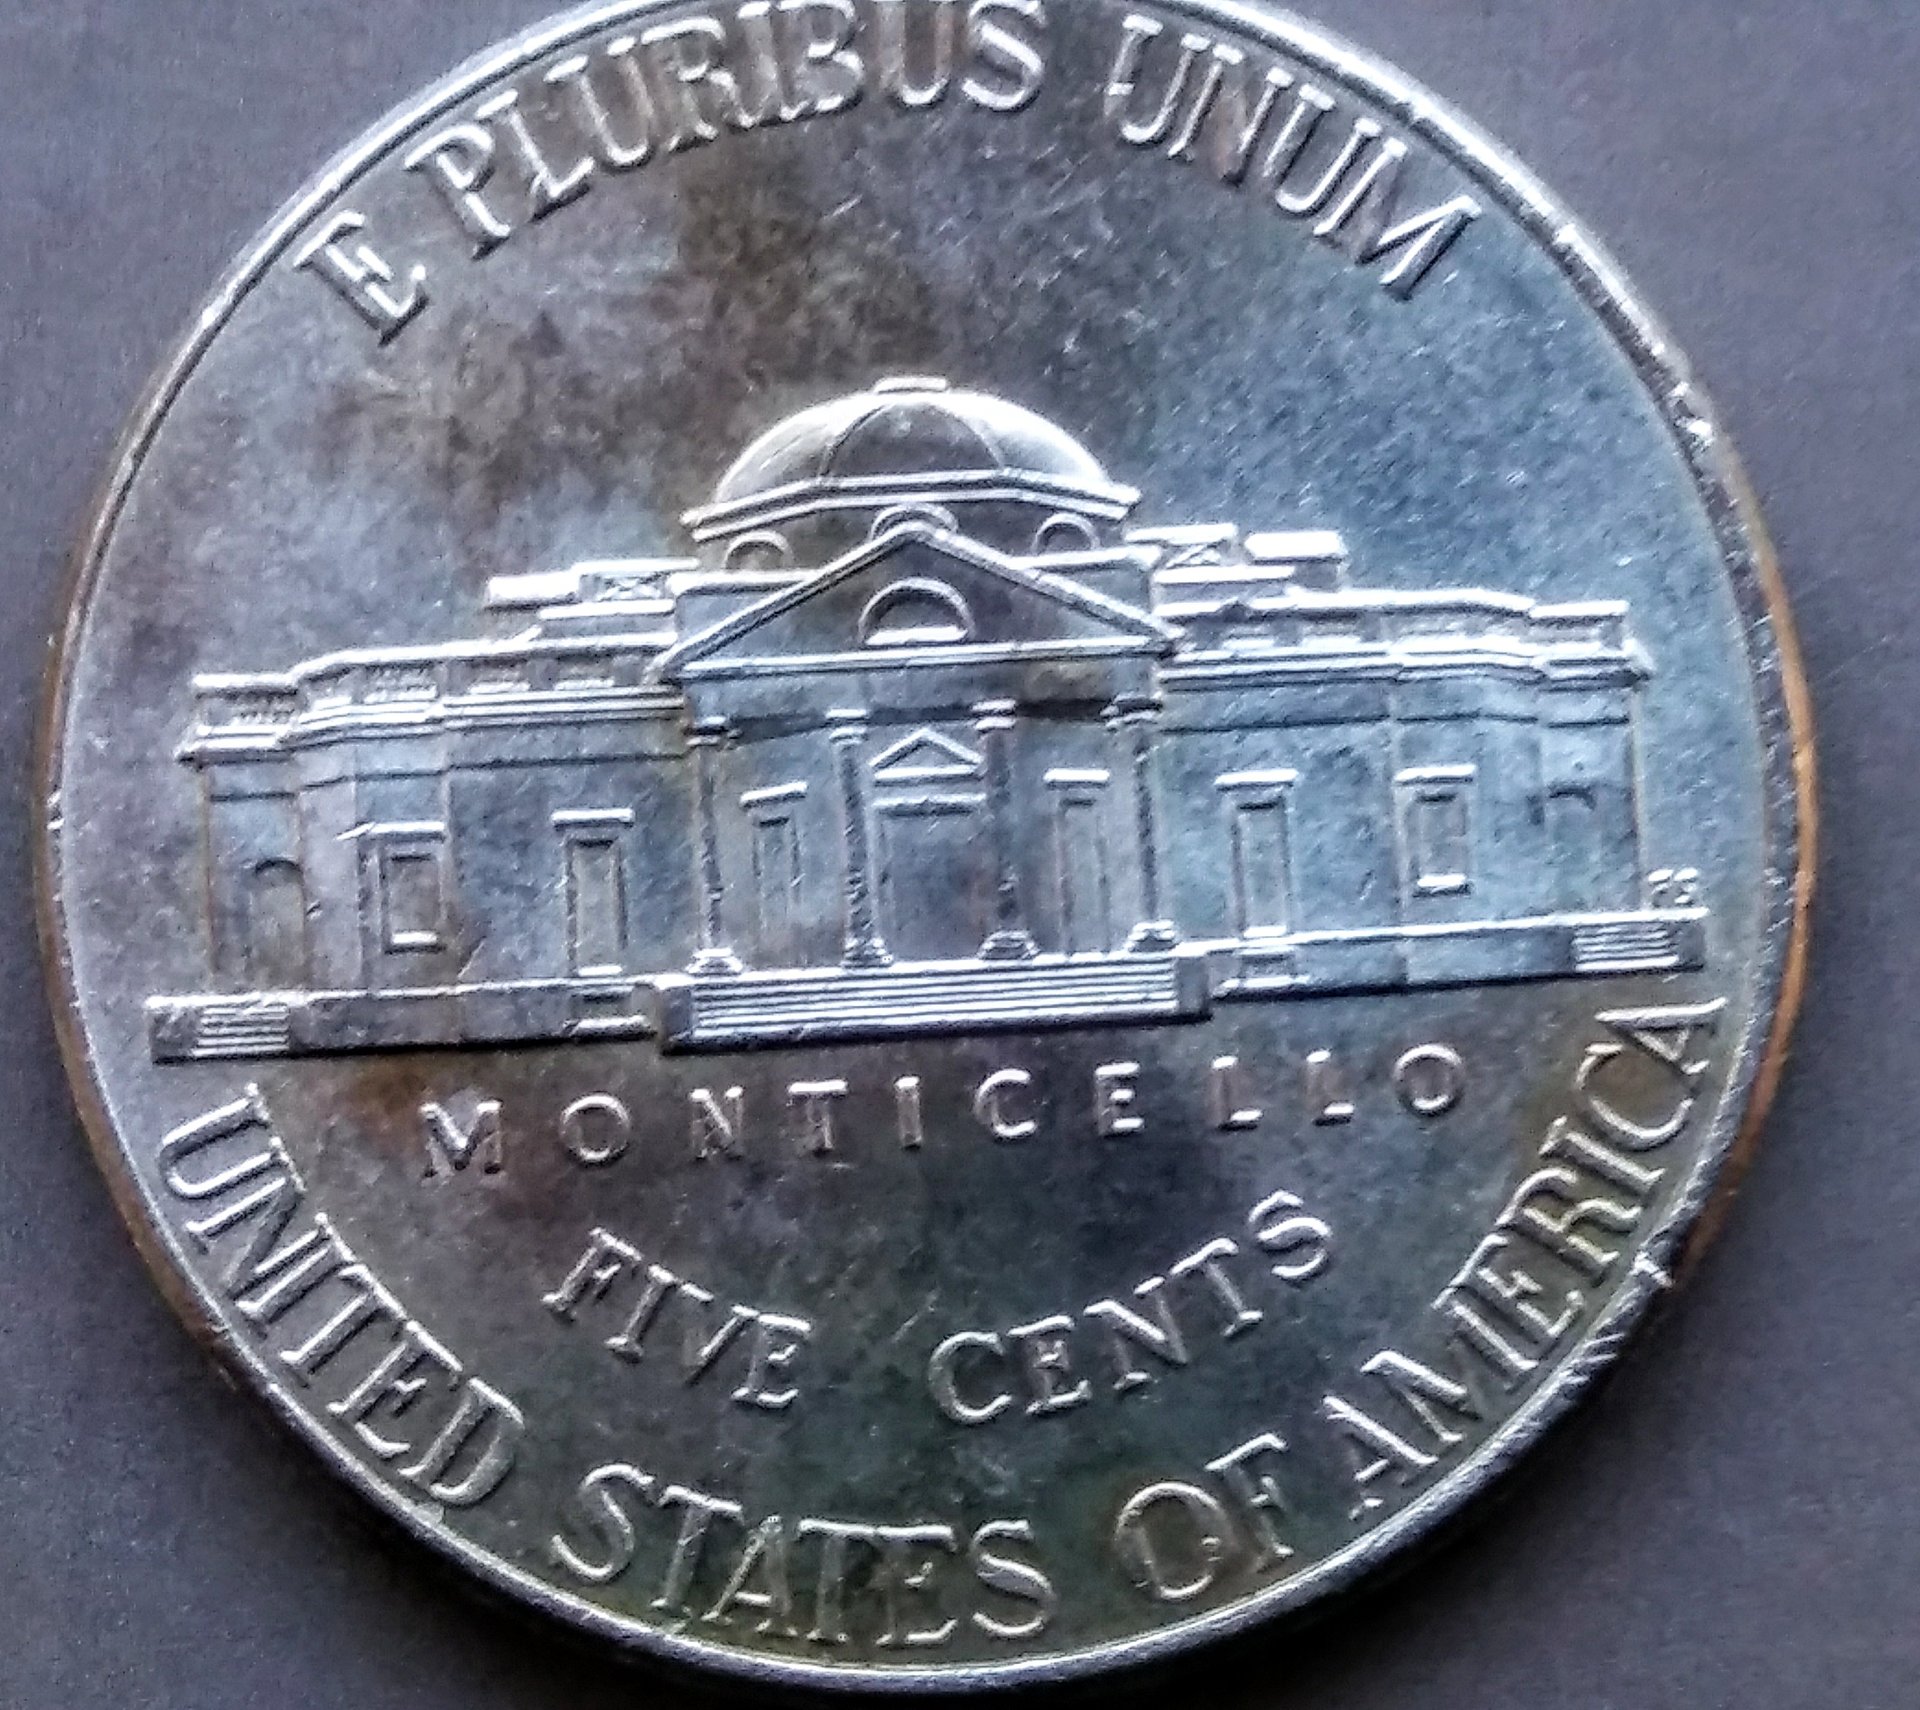 E PLURIBUS UNUM
MONTICELLO
FIVE CENTS
UNITED STATES OF AMERICA